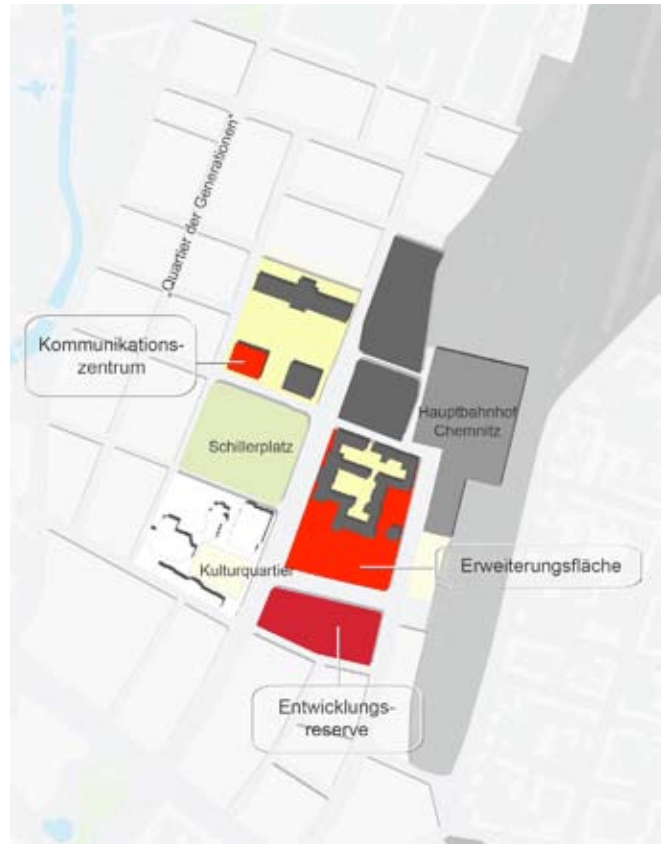 „Quartier der Generationen"
Kommunikations-
zentrum
Hauptbahnhof
Chemnitz
Schillerplatz
Kulturquartier
Erweiterungsfläche
Entwicklungs-
reserve